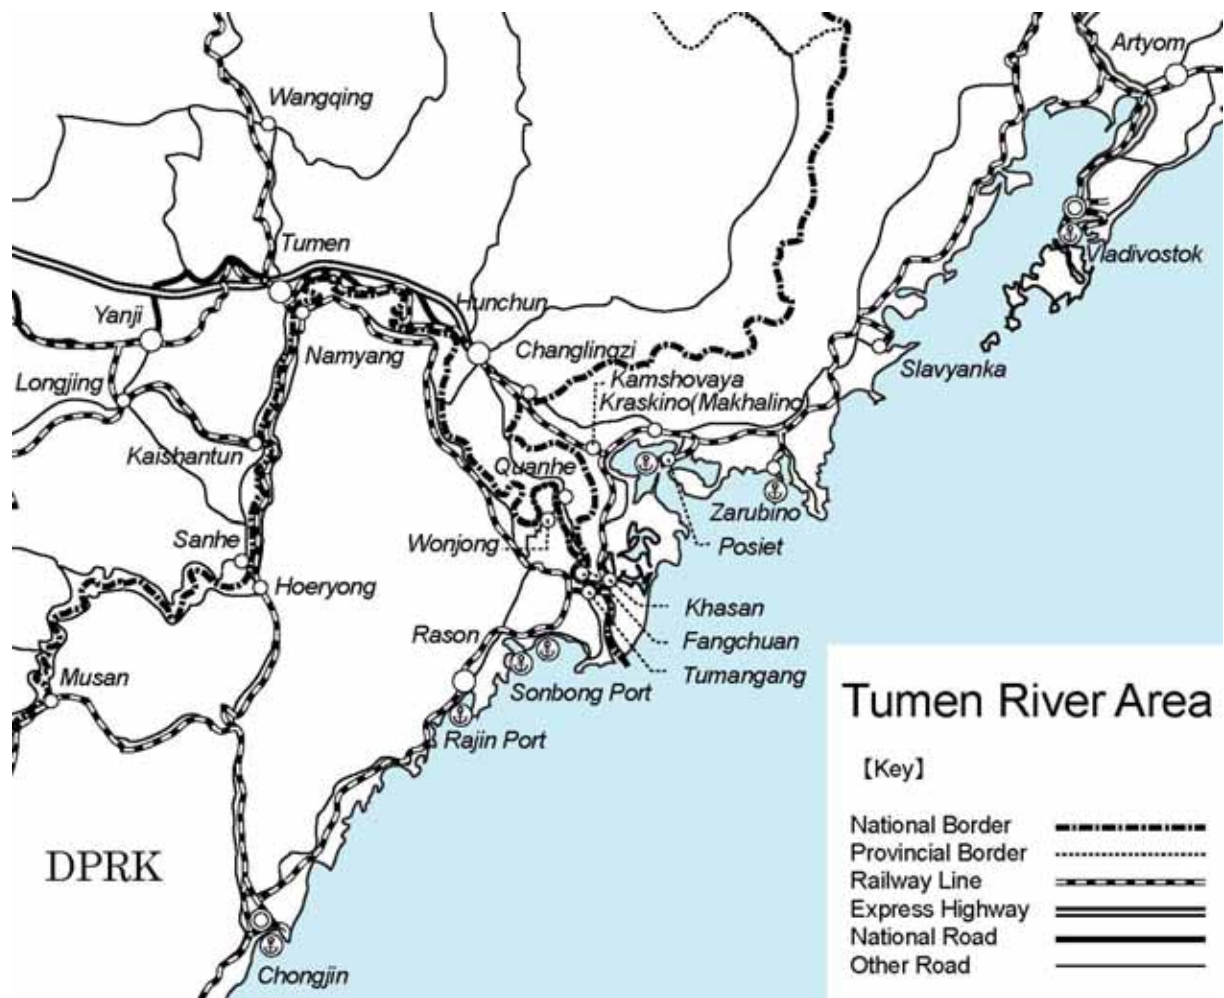 Artyom
Wangqing
Tumen
Vladivostok
Hunchun
Yanji
Namyang
Changlingzi
Slavyanka
Longjing
Kamshovaya
Kraskino(Makhalino)
Kaishantun
Quanhe
Zarubino
Sanhe
Wonjong
Posiet
Hoeryong
Khasan
Rason
Fangchuan
Musan
Tumangang
Sonbong Port
Rajin Port
DPRK
Chongjin
Tumen River Area
【Key】
National Border
Provincial Border
Railway Line
Express Highway
National Road
Other Road